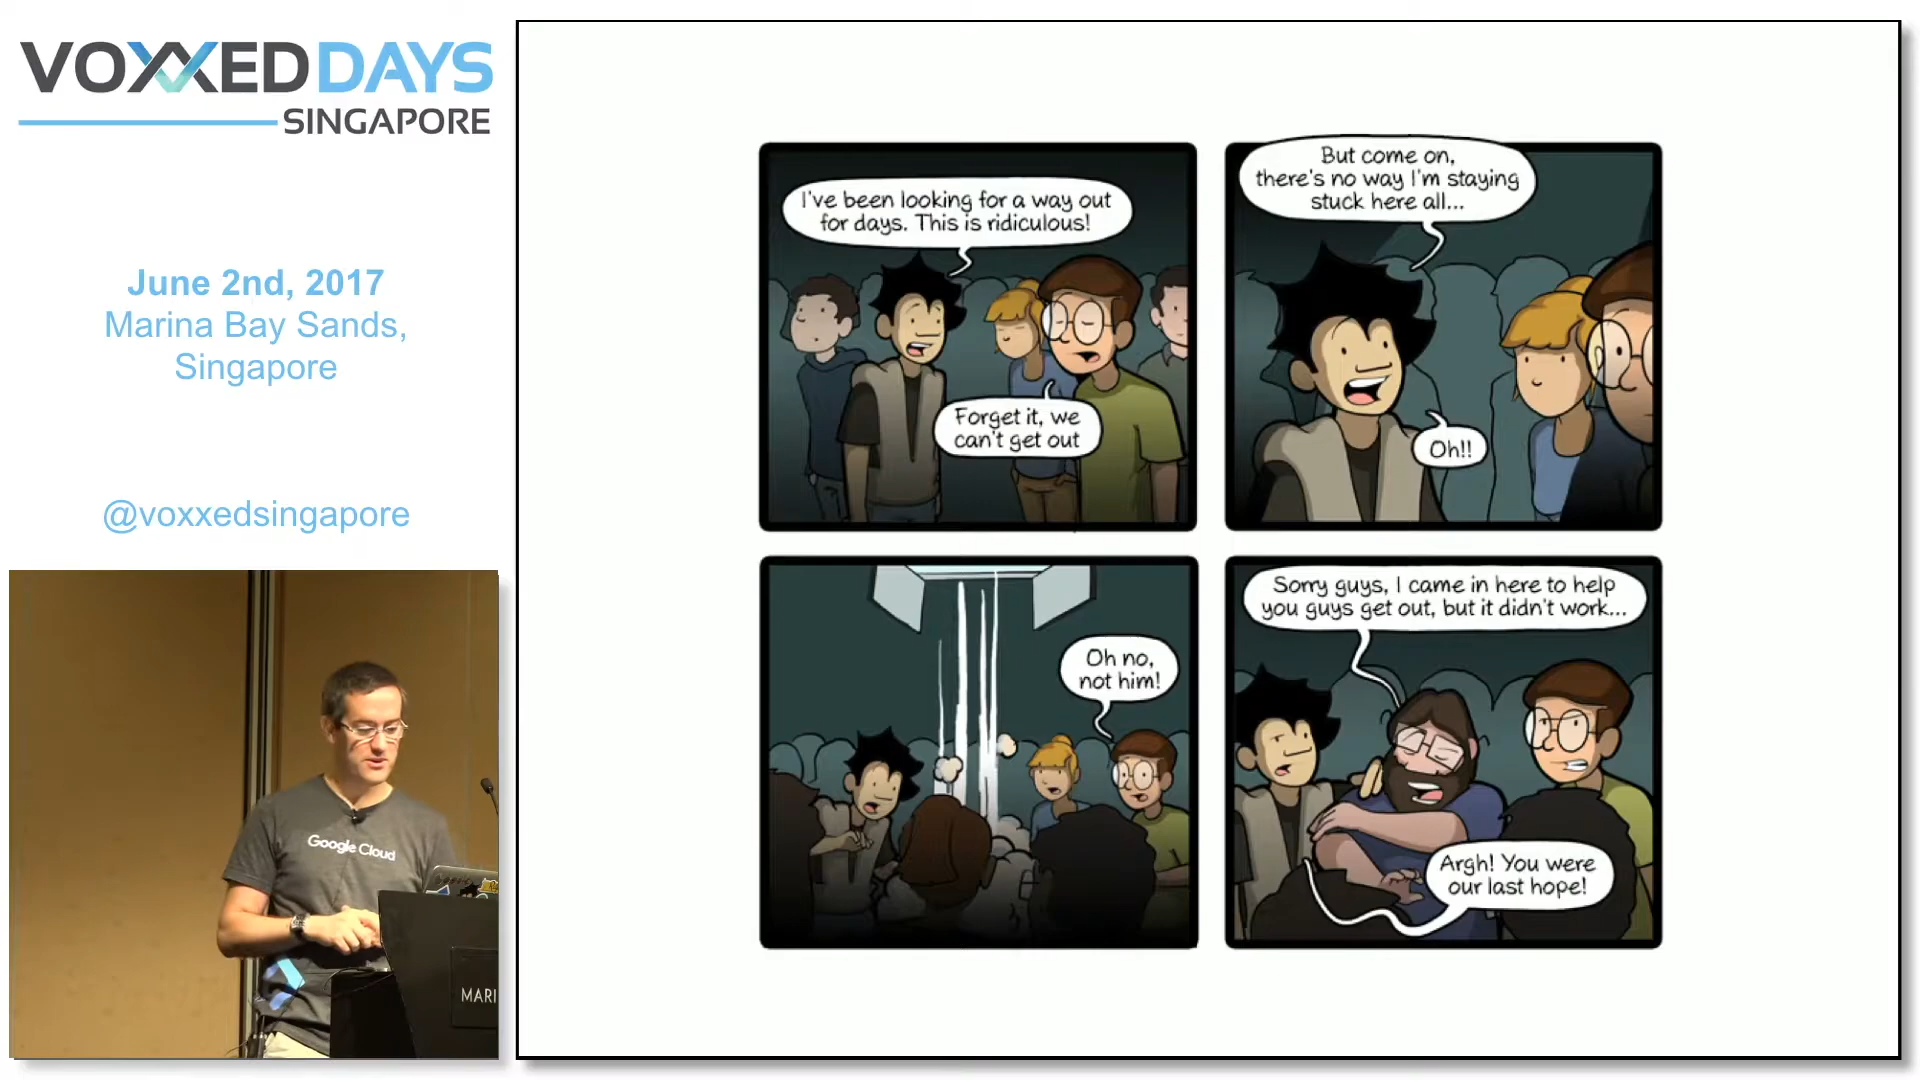 VOXXEDDAYS
SINGAPORE
June 2nd, 2017
Marina Bay Sands,
Singapore
@voxxedsingapore
Google Cloud
MARI
I've been looking for a way out
for days. This is ridiculous!
Forget it, we
can't get out
But come on,
there's no way I'm staying
stuck here all...
Oh!!
Oh no,
not him!
Sorry guys, I came in here to help
you guys get out, but it didn't work...
Argh! You were
our last hope!